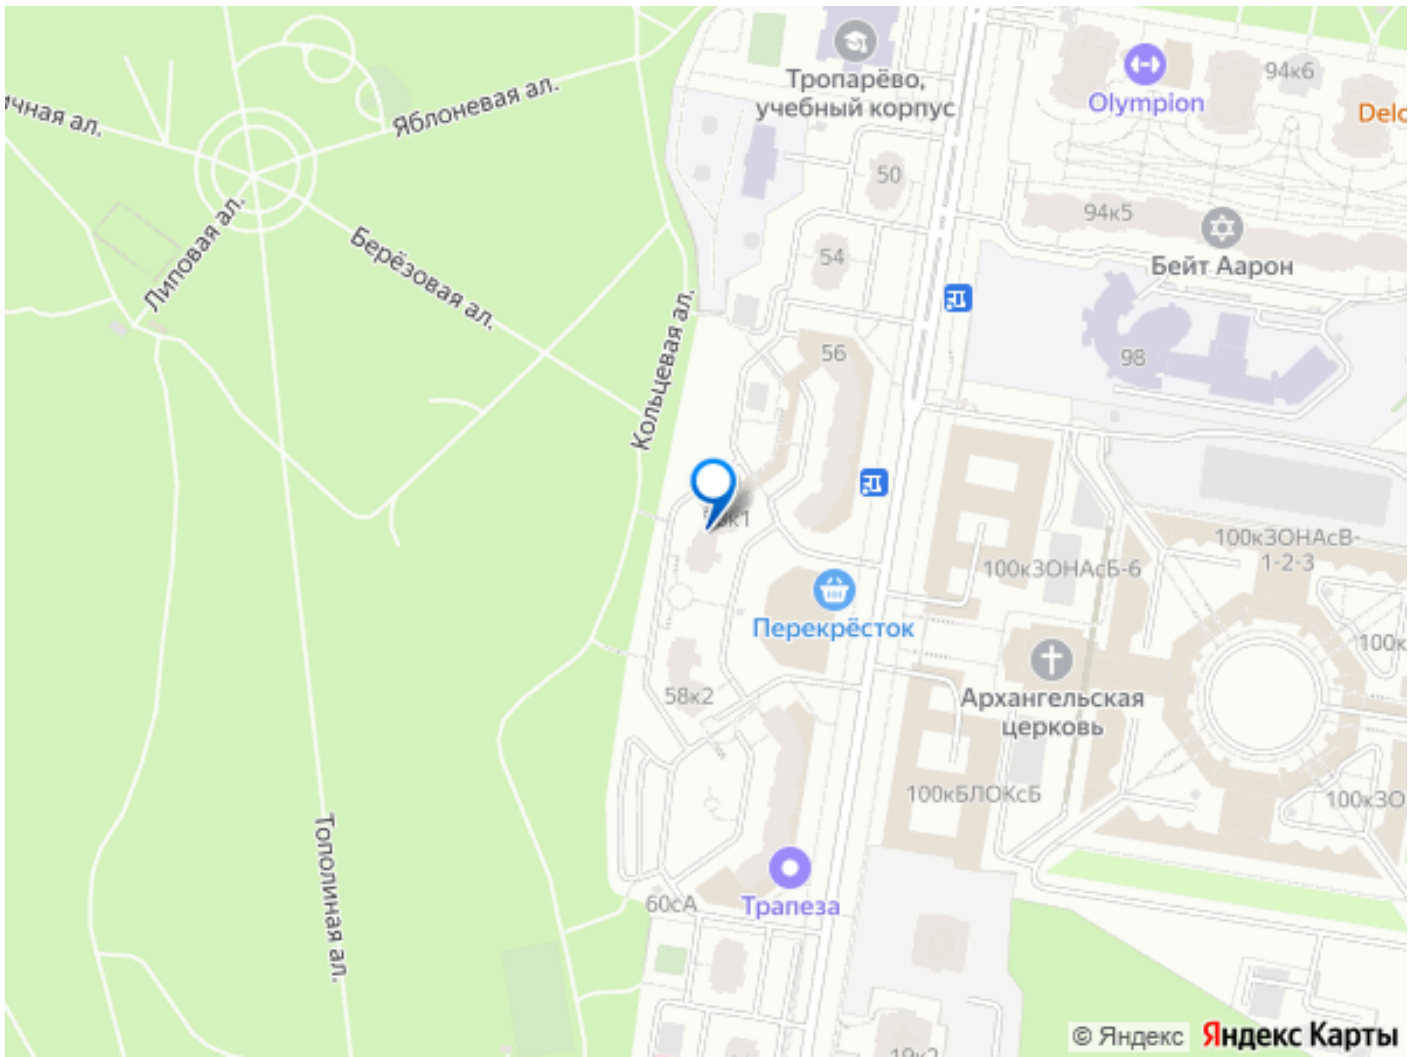 Тропарёво,
учебный корпус
Olympion
94к6
Яблоневая ал.
50
94к5
Бейт Аарон
Липовая ал.
Берёзовая ал.
54
Кольцевая ал.
56
98
100кЗОНАсВ-
1-2-3
100кЗОНАсБ-6
Перекрёсток
58к2
Архангельская
церковь
100кБЛОКсБ
Тополиная ал.
60сА
Трапеза
© Яндекс
Яндекс Карты